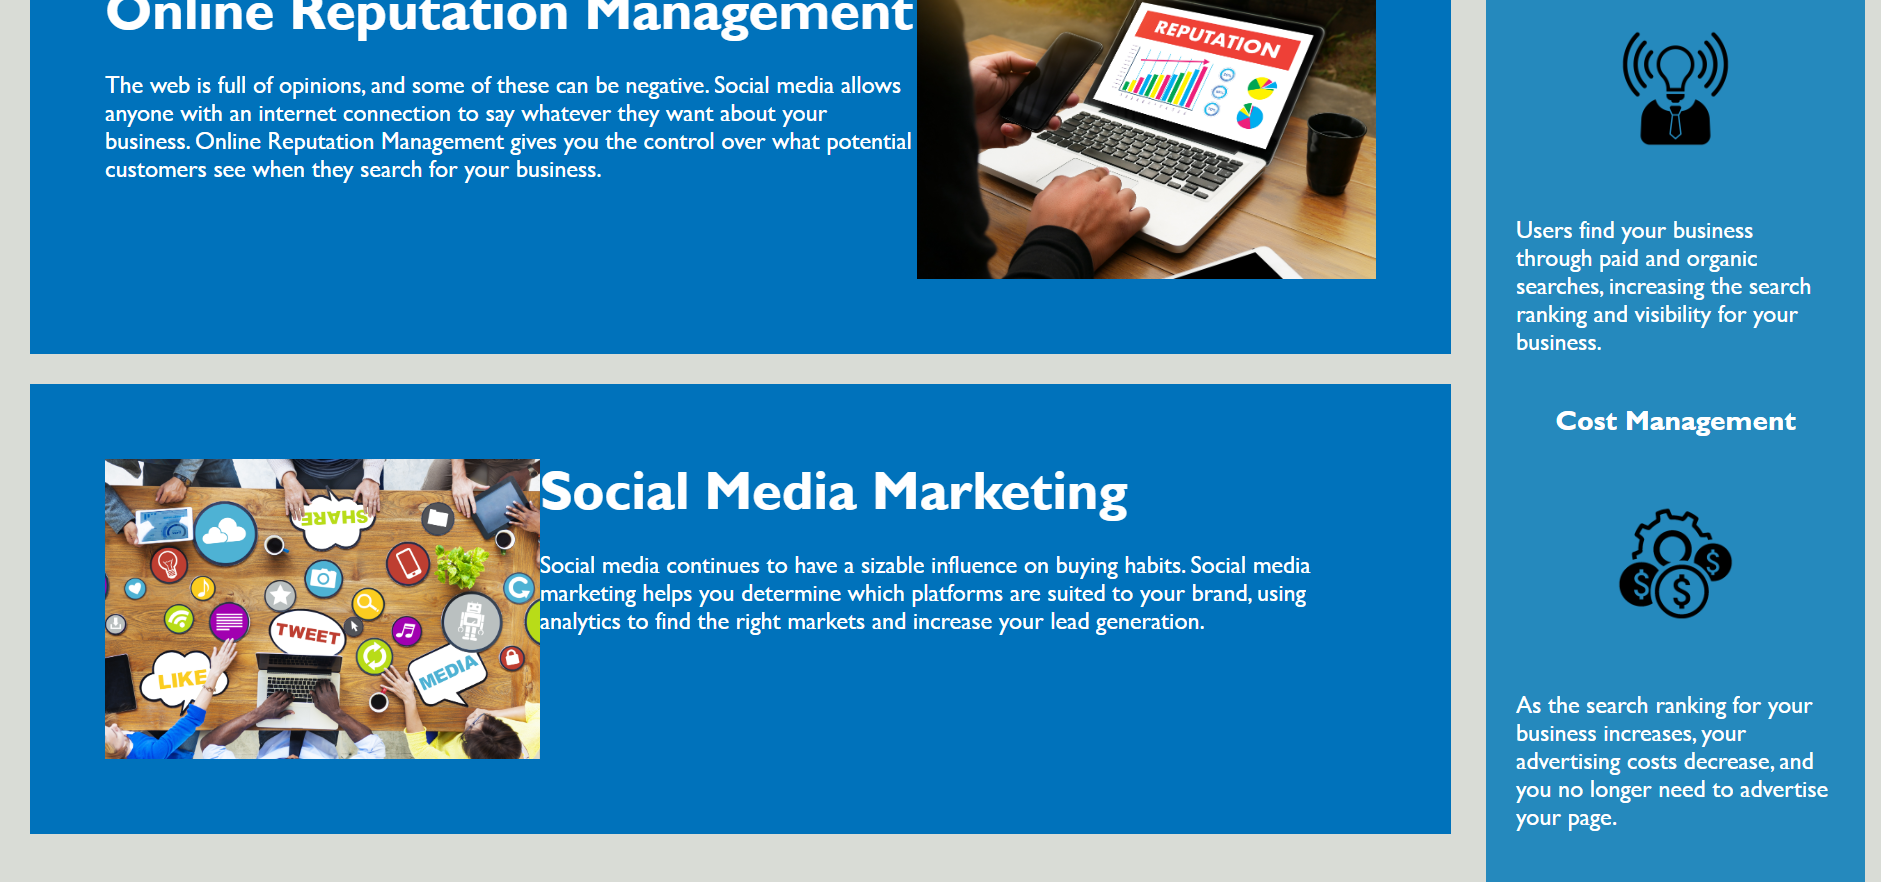 Online Reputation Management
The web is full of opinions, and some of these can be negative. Social media allows
anyone with an internet connection to say whatever they want about your
business. Online Reputation Management gives you the control over what potential
customers see when they search for your business.
REPUTATION
SHARE
TWEET
LIKE
MEDIA
Social Media Marketing
Social media continues to have a sizable influence on buying habits. Social media
marketing helps you determine which platforms are suited to your brand, using
analytics to find the right markets and increase your lead generation.
Users find your business
through paid and organic
searches, increasing the search
ranking and visibility for your
business.
Cost Management
$
$
$
As the search ranking for your
business increases, your
advertising costs decrease, and
you no longer need to advertise
your page.